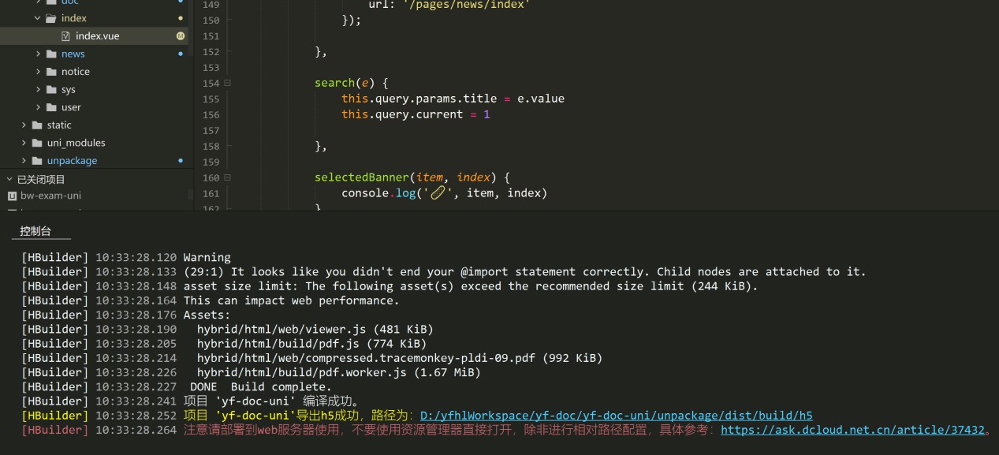 doc
index
index.vue
M
news
notice
sys
user
static
uni_modules
unpackage
已关闭项目
U bw-exam-uni
149 url: '/pages/news/index'
150 });
151
152 },
153
154 search(e) {
155 this.query.params.title = e.value
156 this.query.current = 1
157
158 },
159
160 selectedBanner(item, index) {
161 console.log('🥖', item, index)
162 }
控制台
[HBuilder] 10:33:28.120 Warning
[HBuilder] 10:33:28.133 (29:1) It looks like you didn't end your @import statement correctly. Child nodes are attached to it.
[HBuilder] 10:33:28.148 asset size limit: The following asset(s) exceed the recommended size limit (244 KiB).
[HBuilder] 10:33:28.164 This can impact web performance.
[HBuilder] 10:33:28.176 Assets:
[HBuilder] 10:33:28.190 hybrid/html/web/viewer.js (481 KiB)
[HBuilder] 10:33:28.205 hybrid/html/build/pdf.js (774 KiB)
[HBuilder] 10:33:28.214 hybrid/html/web/compressed.tracemonkey-pldi-09.pdf (992 KiB)
[HBuilder] 10:33:28.226 hybrid/html/build/pdf.worker.js (1.67 MiB)
[HBuilder] 10:33:28.227 DONE Build complete.
[HBuilder] 10:33:28.241 项目 'yf-doc-uni' 编译成功。
[HBuilder] 10:33:28.252 项目 'yf-doc-uni'导出h5成功，路径为：D:/yfhlWorkspace/yf-doc/yf-doc-uni/unpackage/dist/build/h5
[HBuilder] 10:33:28.264 注意请部署到web服务器使用，不要使用资源管理器直接打开，除非进行相对路径配置，具体参考：https://ask.dcloud.net.cn/article/37432。